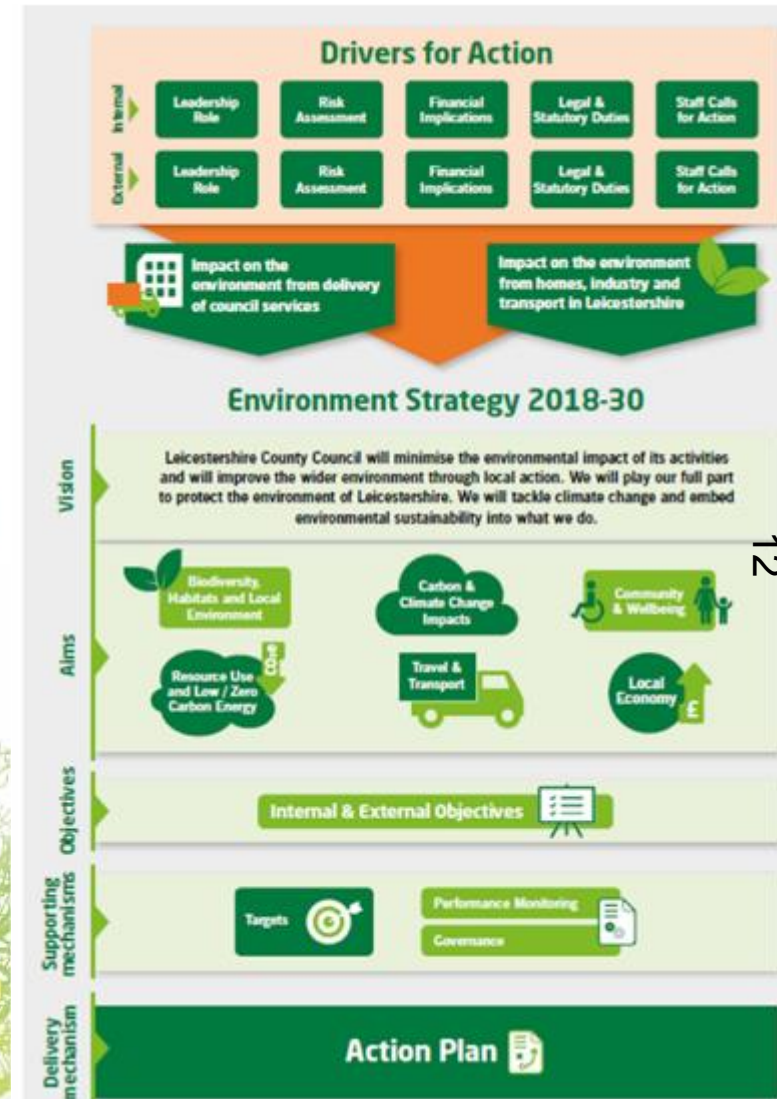 Drivers for Action
Internal
Leadership
Role
Risk
Assessment
Financial
Implications
Legal &
Statutory Duties
Staff Calls
for Action
External
Leadership
Role
Risk
Assessment
Financial
Implications
Legal &
Statutory Duties
Staff Calls
for Action
Impact on the
environment from delivery
of council services
Impact on the environment
from homes, industry and
transport in Leicestershire
Environment Strategy 2018-30
Vision
Leicestershire County Council will minimise the environmental impact of its activities
and will improve the wider environment through local action. We will play our full part
to protect the environment of Leicestershire. We will tackle climate change and embed
environmental sustainability into what we do.
12
Aims
Biodiversity,
Habitats and Local
Environment
Carbon &
Climate Change
Impacts
Community
& Wellbeing
Resource Use
and Low / Zero
Carbon Energy
CO2e
Travel &
Transport
Local
Economy
£
Objectives
Internal & External Objectives
Supporting
mechanisms
Targets
Performance Monitoring
Governance
Delivery
mechanism
Action Plan